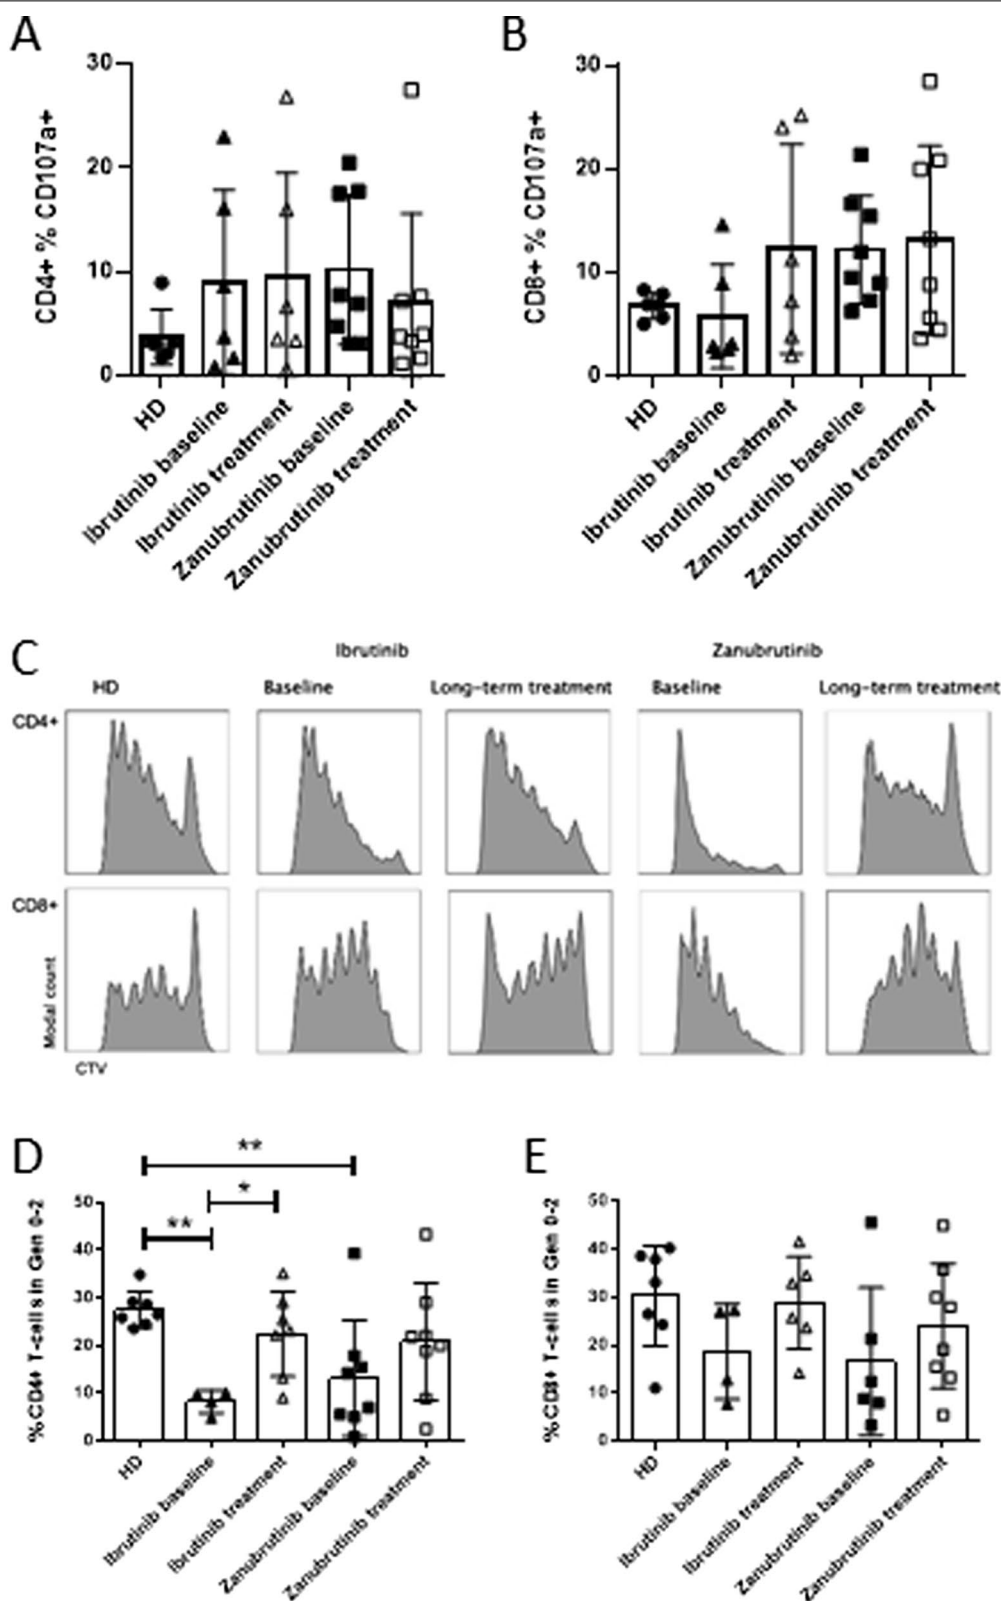 A
CD4+ % CD107a+
30
20
10
0
HD
Ibrutinib baseline
Ibrutinib treatment
Zanubrutinib baseline
Zanubrutinib treatment
B
CD8+ % CD107a+
30
20
10
0
HD
Ibrutinib baseline
Ibrutinib treatment
Zanubrutinib baseline
Zanubrutinib treatment
C
Ibrutinib
Zanubrutinib
HD
Baseline
Long-term treatment
Baseline
Long-term treatment
CD4+
CD8+
Modal count
CTV
D
%CD4+ T-cells in Gen 0-2
50
40
30
20
10
0
**
*
**
HD
Ibrutinib baseline
Ibrutinib treatment
Zanubrutinib baseline
Zanubrutinib treatment
E
%CD8+ T-cells in Gen 0-2
50
40
30
20
10
0
HD
Ibrutinib baseline
Ibrutinib treatment
Zanubrutinib baseline
Zanubrutinib treatment